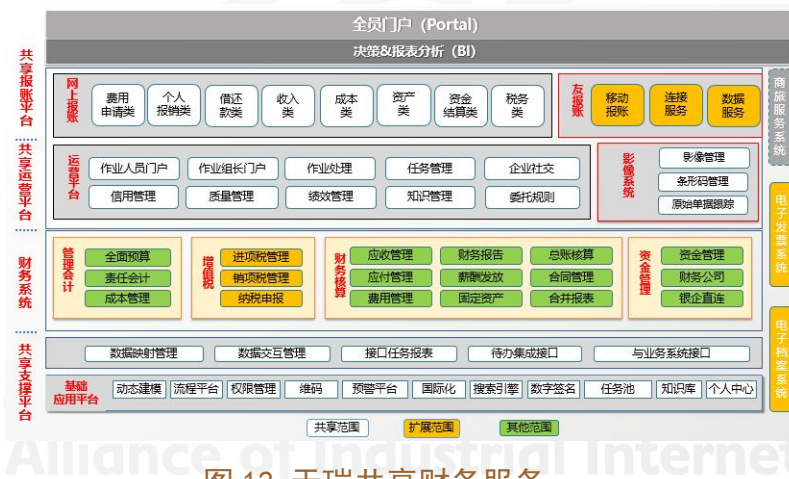 全员门户 (Portal)
决策&报表分析 (BI)
共享报账平台
网上报账
费用申请类
个人报销类
借还款类
收入类
成本类
资产类
资金结算类
税务类
友报账
移动报账
连接服务
数据服务
商旅服务系统
共享运营平台
运营平台
作业人员门户
作业组长门户
作业处理
任务管理
企业社交
信用管理
质量管理
绩效管理
知识管理
委托规则
影像系统
影像管理
条形码管理
原始单据跟踪
电子发票系统
财务系统
管理会计
全面预算
责任会计
成本管理
增值税
进项税管理
销项税管理
纳税申报
财务核算
应收管理
财务报告
总账核算
应付管理
薪酬发放
合同管理
费用管理
固定资产
合并报表
资金管理
资金管理
财务公司
银企直连
电子档案系统
共享支撑平台
数据映射管理
数据交互管理
接口任务报表
待办集成接口
与业务系统接口
基础应用平台
动态建模
流程平台
权限管理
维码
预警平台
国际化
搜索引擎
数字签名
任务池
知识库
个人中心
共享范围
扩展范围
其他范围
Alliance of Industrial Internet
图 12 天瑞共享财务服务